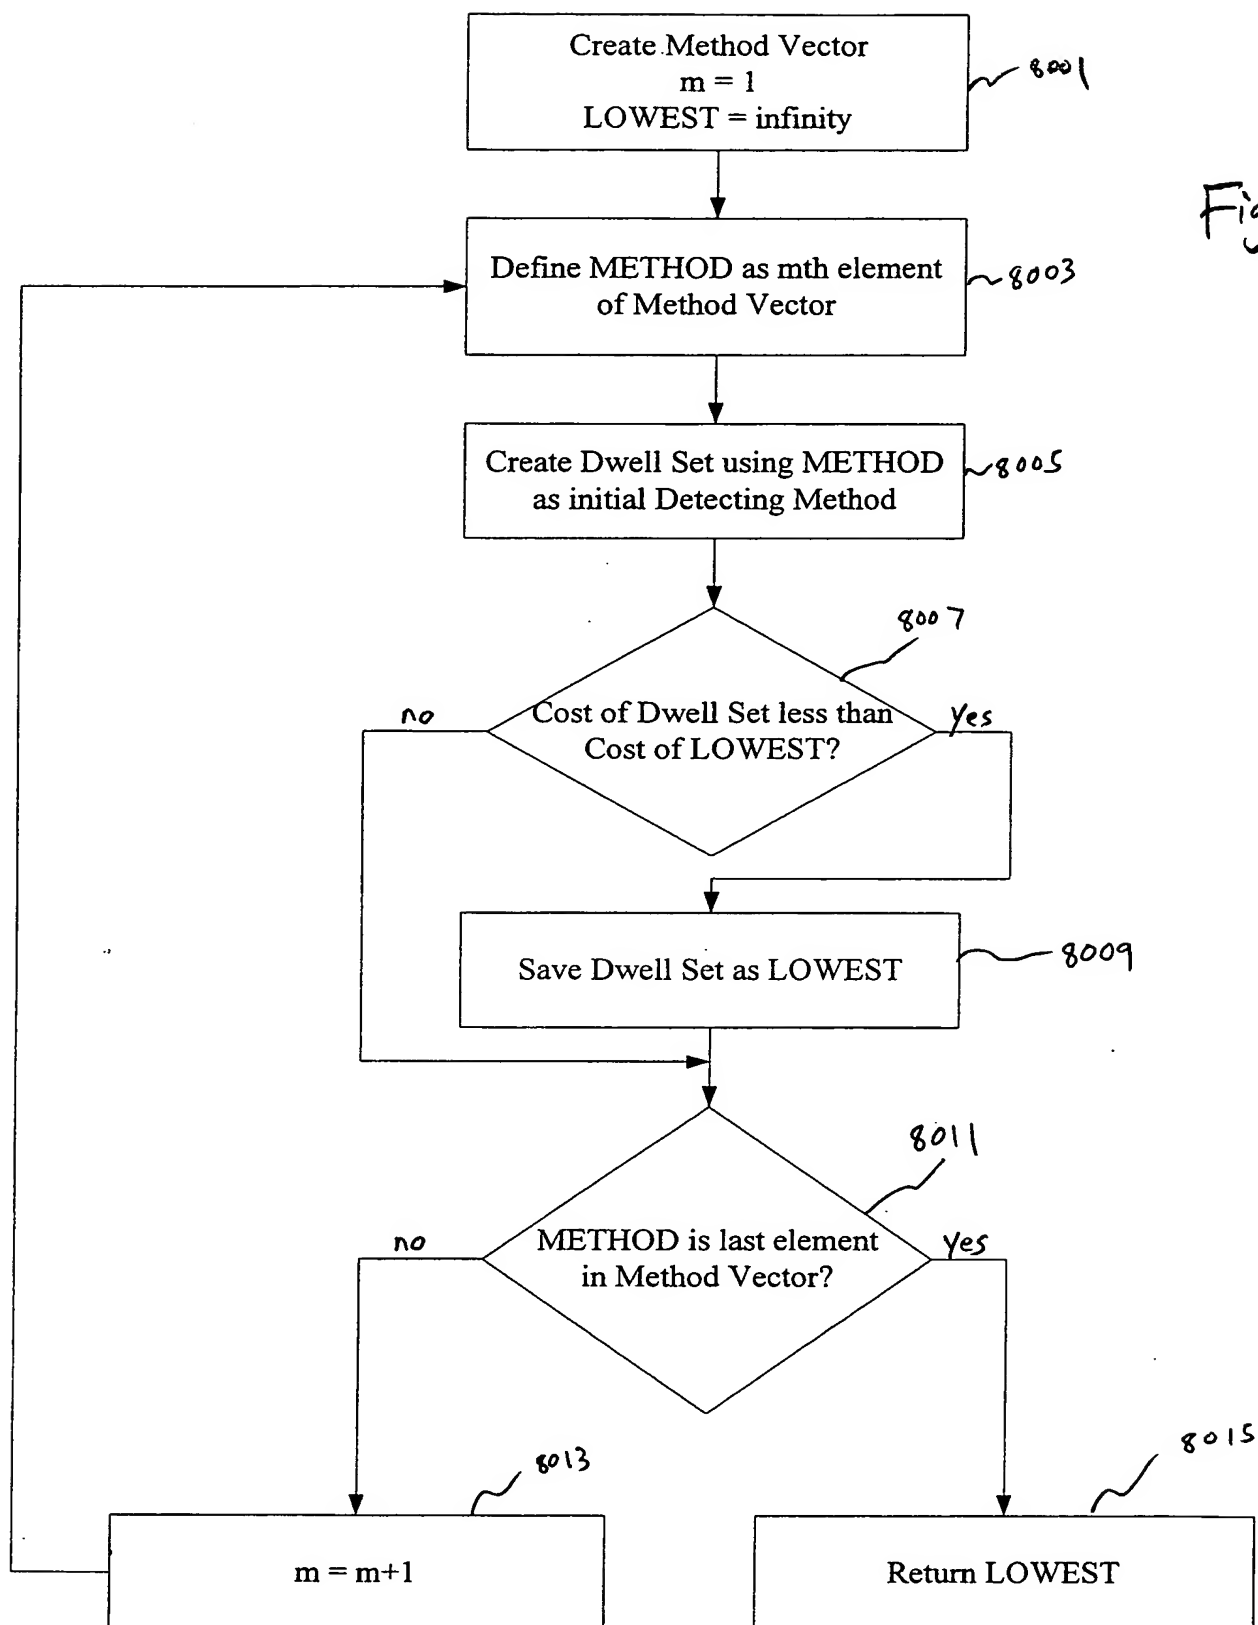 Create Method Vector
m = 1
LOWEST = infinity
8001
Define METHOD as mth element
of Method Vector
8003
Create Dwell Set using METHOD
as initial Detecting Method
8005
8007
no
Cost of Dwell Set less than
Cost of LOWEST?
yes
Save Dwell Set as LOWEST
8009
8011
no
METHOD is last element
in Method Vector?
yes
8013
m = m+1
8015
Return LOWEST